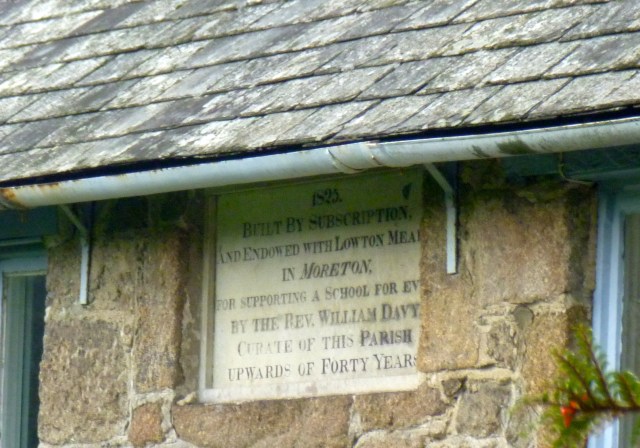 1825.
BUILT BY SUBSCRIPTION,
AND ENDOWED WITH LOWTON MEA
IN MORETON,
FOR SUPPORTING A SCHOOL FOR EV
BY THE REV. WILLIAM DAVY
CURATE OF THIS PARISH
UPWARDS OF FORTY YEARS